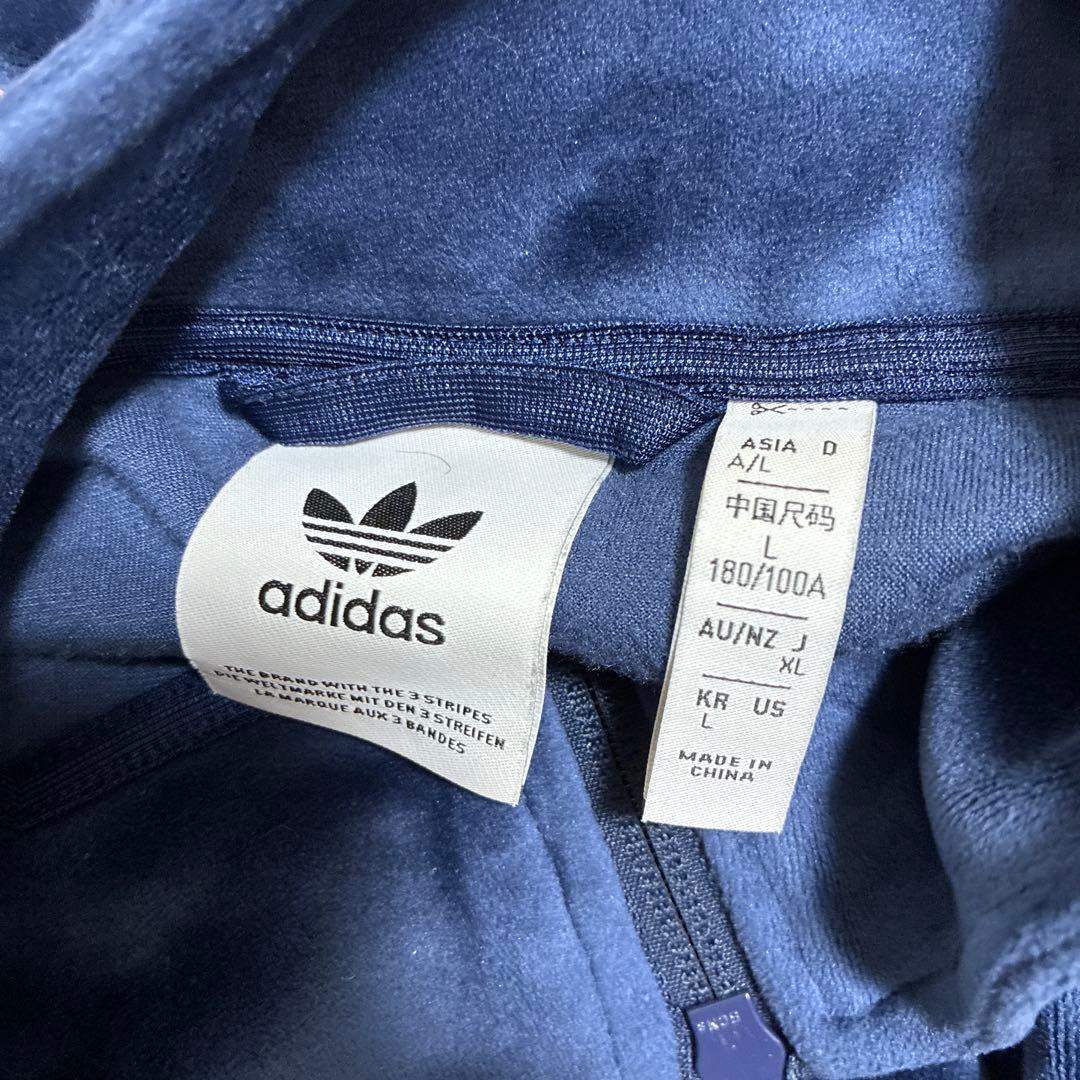 adidas
THE BRAND WITH THE 3 STRIPES
DIE WELTMARKE MIT DEN 3 STREIFEN
LA MARQUE AUX 3 BANDES
ASIA D
A/L
中国尺码
L
180/100A
AU/NZ J
XL
KR US
L
MADE IN
CHINA